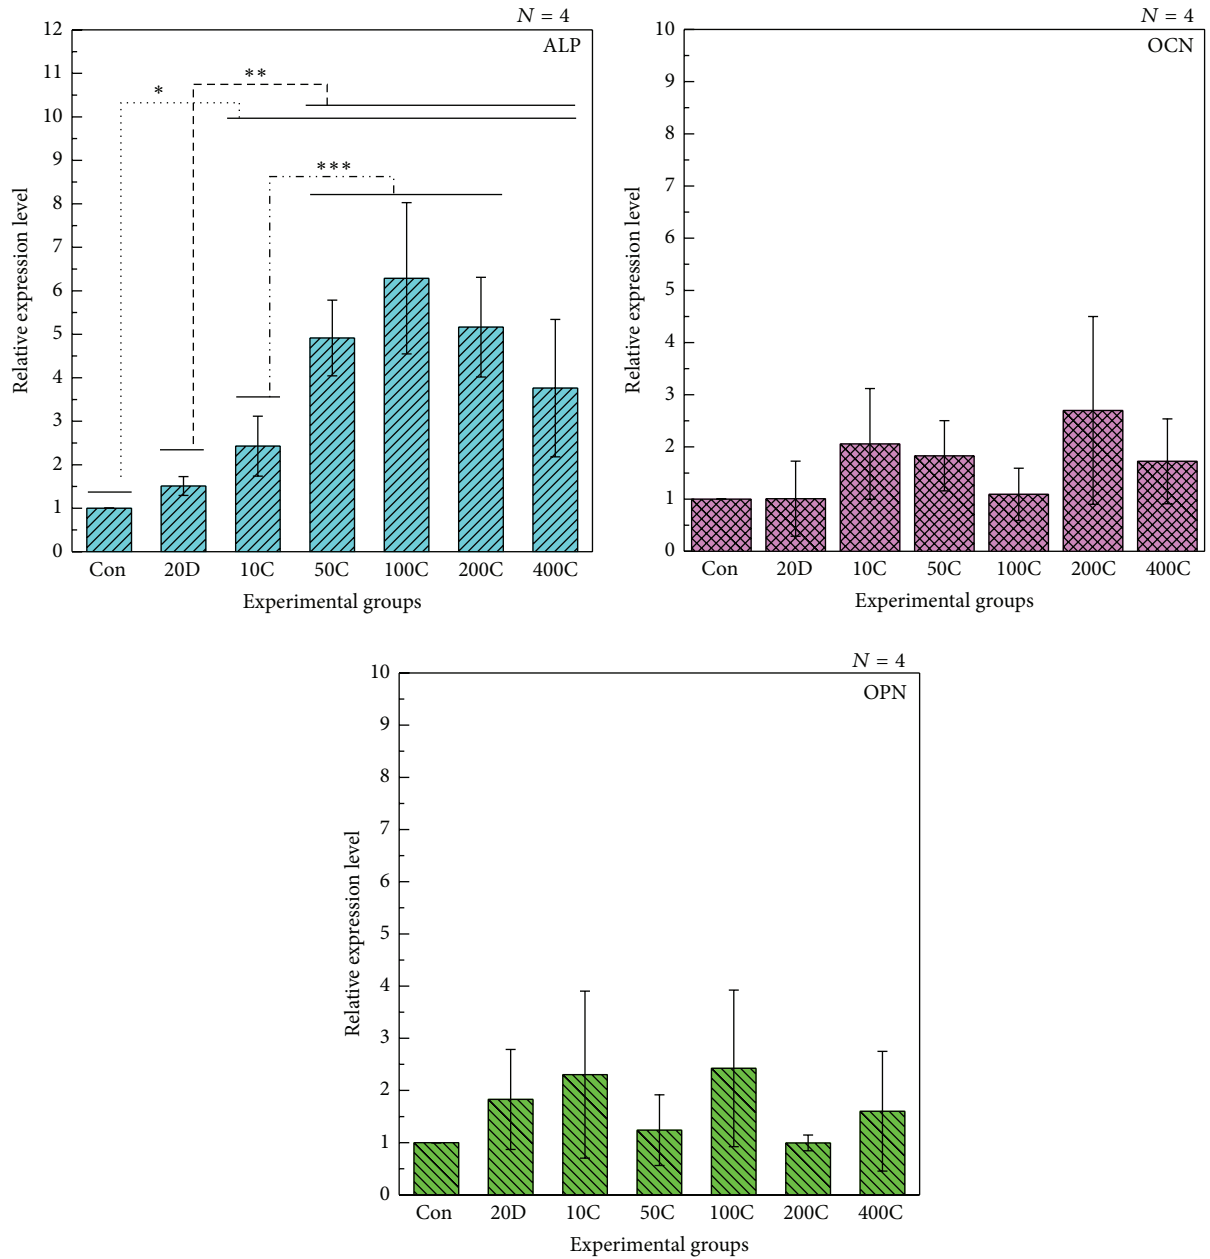 N = 4
ALP
12
11
10
9
8
7
6
5
4
3
2
1
0
Relative expression level
*
**
***
Con 20D 10C 50C 100C 200C 400C
Experimental groups
N = 4
OCN
10
9
8
7
6
5
4
3
2
1
0
Relative expression level
Con 20D 10C 50C 100C 200C 400C
Experimental groups
N = 4
OPN
10
9
8
7
6
5
4
3
2
1
0
Relative expression level
Con 20D 10C 50C 100C 200C 400C
Experimental groups